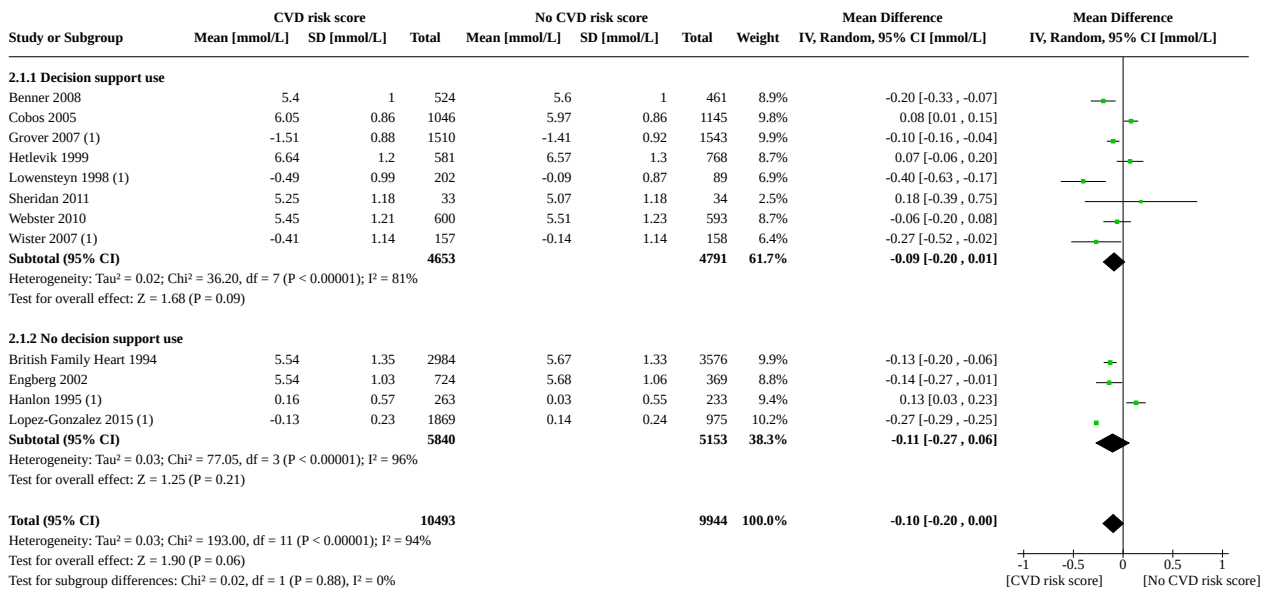 CVD risk score No CVD risk score Mean Difference Mean Difference
Study or Subgroup Mean [mmol/L] SD [mmol/L] Total Mean [mmol/L] SD [mmol/L] Total Weight IV, Random, 95% CI [mmol/L] IV, Random, 95% CI [mmol/L]
2.1.1 Decision support use
Benner 2008 5.4 1 524 5.6 1 461 8.9% -0.20 [-0.33 , -0.07]
Cobos 2005 6.05 0.86 1046 5.97 0.86 1145 9.8% 0.08 [0.01 , 0.15]
Grover 2007 (1) -1.51 0.88 1510 -1.41 0.92 1543 9.9% -0.10 [-0.16 , -0.04]
Hetlevik 1999 6.64 1.2 581 6.57 1.3 768 8.7% 0.07 [-0.06 , 0.20]
Lowensteyn 1998 (1) -0.49 0.99 202 -0.09 0.87 89 6.9% -0.40 [-0.63 , -0.17]
Sheridan 2011 5.25 1.18 33 5.07 1.18 34 2.5% 0.18 [-0.39 , 0.75]
Webster 2010 5.45 1.21 600 5.51 1.23 593 8.7% -0.06 [-0.20 , 0.08]
Wister 2007 (1) -0.41 1.14 157 -0.14 1.14 158 6.4% -0.27 [-0.52 , -0.02]
Subtotal (95% CI) 4653 4791 61.7% -0.09 [-0.20 , 0.01]
Heterogeneity: Tau² = 0.02; Chi² = 36.20, df = 7 (P < 0.00001); I² = 81%
Test for overall effect: Z = 1.68 (P = 0.09)
2.1.2 No decision support use
British Family Heart 1994 5.54 1.35 2984 5.67 1.33 3576 9.9% -0.13 [-0.20 , -0.06]
Engberg 2002 5.54 1.03 724 5.68 1.06 369 8.8% -0.14 [-0.27 , -0.01]
Hanlon 1995 (1) 0.16 0.57 263 0.03 0.55 233 9.4% 0.13 [0.03 , 0.23]
Lopez-Gonzalez 2015 (1) -0.13 0.23 1869 0.14 0.24 975 10.2% -0.27 [-0.29 , -0.25]
Subtotal (95% CI) 5840 5153 38.3% -0.11 [-0.27 , 0.06]
Heterogeneity: Tau² = 0.03; Chi² = 77.05, df = 3 (P < 0.00001); I² = 96%
Test for overall effect: Z = 1.25 (P = 0.21)
Total (95% CI) 10493 9944 100.0% -0.10 [-0.20 , 0.00]
Heterogeneity: Tau² = 0.03; Chi² = 193.00, df = 11 (P < 0.00001); I² = 94%
Test for overall effect: Z = 1.90 (P = 0.06)
Test for subgroup differences: Chi² = 0.02, df = 1 (P = 0.88), I² = 0%
-1 -0.5 0 0.5 1
[CVD risk score] [No CVD risk score]